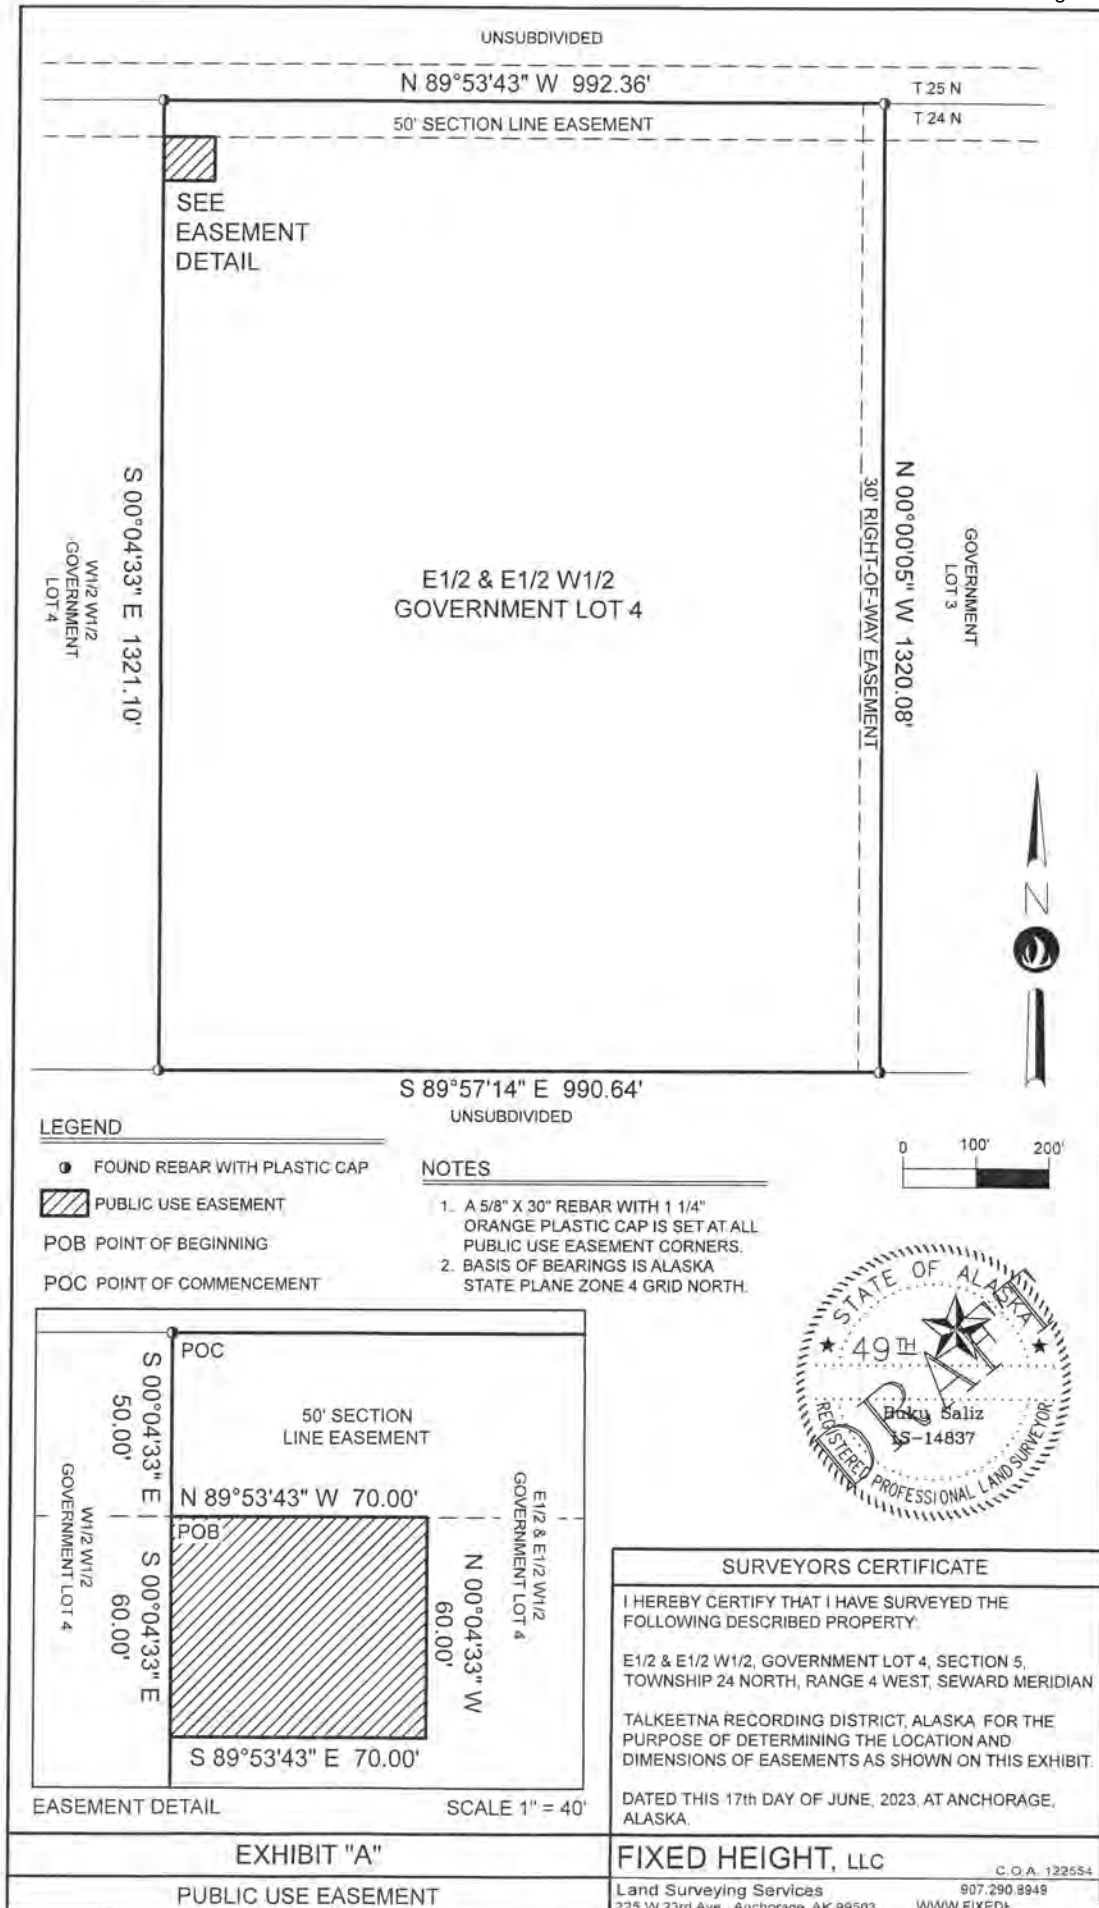 UNSUBDIVIDED
N 89°53'43" W 992.36'
T 25 N
T 24 N
50' SECTION LINE EASEMENT
SEE
EASEMENT
DETAIL
S 00°04'33" E 1321.10'
W1/2 W1/2
GOVERNMENT
LOT 4
E1/2 & E1/2 W1/2
GOVERNMENT LOT 4
30' RIGHT-OF-WAY EASEMENT
N 00°00'05" W 1320.08'
GOVERNMENT
LOT 3
N
S 89°57'14" E 990.64'
UNSUBDIVIDED
LEGEND
FOUND REBAR WITH PLASTIC CAP
PUBLIC USE EASEMENT
POB POINT OF BEGINNING
POC POINT OF COMMENCEMENT
NOTES
1. A 5/8" X 30" REBAR WITH 1 1/4"
ORANGE PLASTIC CAP IS SET AT ALL
PUBLIC USE EASEMENT CORNERS.
2. BASIS OF BEARINGS IS ALASKA
STATE PLANE ZONE 4 GRID NORTH.
0 100' 200'
STATE OF ALASKA
49TH
DRAFT
Buku Saliz
LS-14837
REGISTERED PROFESSIONAL LAND SURVEYOR
POC
S 00°04'33" E
50.00'
50' SECTION
LINE EASEMENT
N 89°53'43" W 70.00'
POB
W1/2 W1/2
GOVERNMENT LOT 4
S 00°04'33" E
60.00'
N 00°04'33" W
60.00'
E1/2 & E1/2 W1/2
GOVERNMENT LOT 4
S 89°53'43" E 70.00'
EASEMENT DETAIL
SCALE 1" = 40'
SURVEYORS CERTIFICATE
I HEREBY CERTIFY THAT I HAVE SURVEYED THE
FOLLOWING DESCRIBED PROPERTY:
E1/2 & E1/2 W1/2, GOVERNMENT LOT 4, SECTION 5,
TOWNSHIP 24 NORTH, RANGE 4 WEST, SEWARD MERIDIAN
TALKEETNA RECORDING DISTRICT, ALASKA FOR THE
PURPOSE OF DETERMINING THE LOCATION AND
DIMENSIONS OF EASEMENTS AS SHOWN ON THIS EXHIBIT.
DATED THIS 17th DAY OF JUNE, 2023, AT ANCHORAGE,
ALASKA.
EXHIBIT "A"
PUBLIC USE EASEMENT
FIXED HEIGHT, LLC
C.O.A. 122554
Land Surveying Services
907.290.8949
225 W 23rd Ave., Anchorage, AK 99503